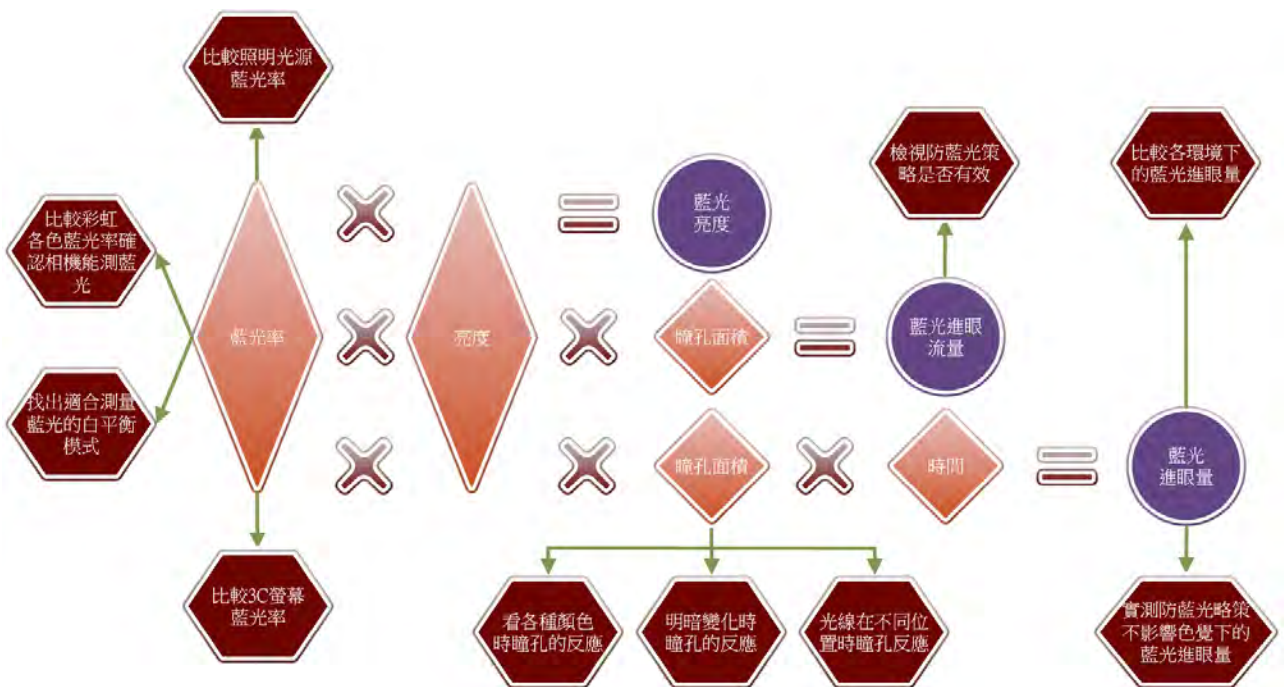 比較照明光源
藍光率
比較彩虹
各色藍光率確
認相機能測藍
光
找出適合測量
藍光的白平衡
模式
藍光率
比較3C螢幕
藍光率
亮度
藍光
亮度
瞳孔面積
藍光進眼
流量
檢視防藍光策
略是否有效
瞳孔面積
時間
藍光
進眼量
比較各環境下
的藍光進眼量
看各種顏色
時瞳孔的反應
明暗變化時
瞳孔的反應
光線在不同位
置時瞳孔反應
實測防藍光略策
不影響色覺下的
藍光進眼量